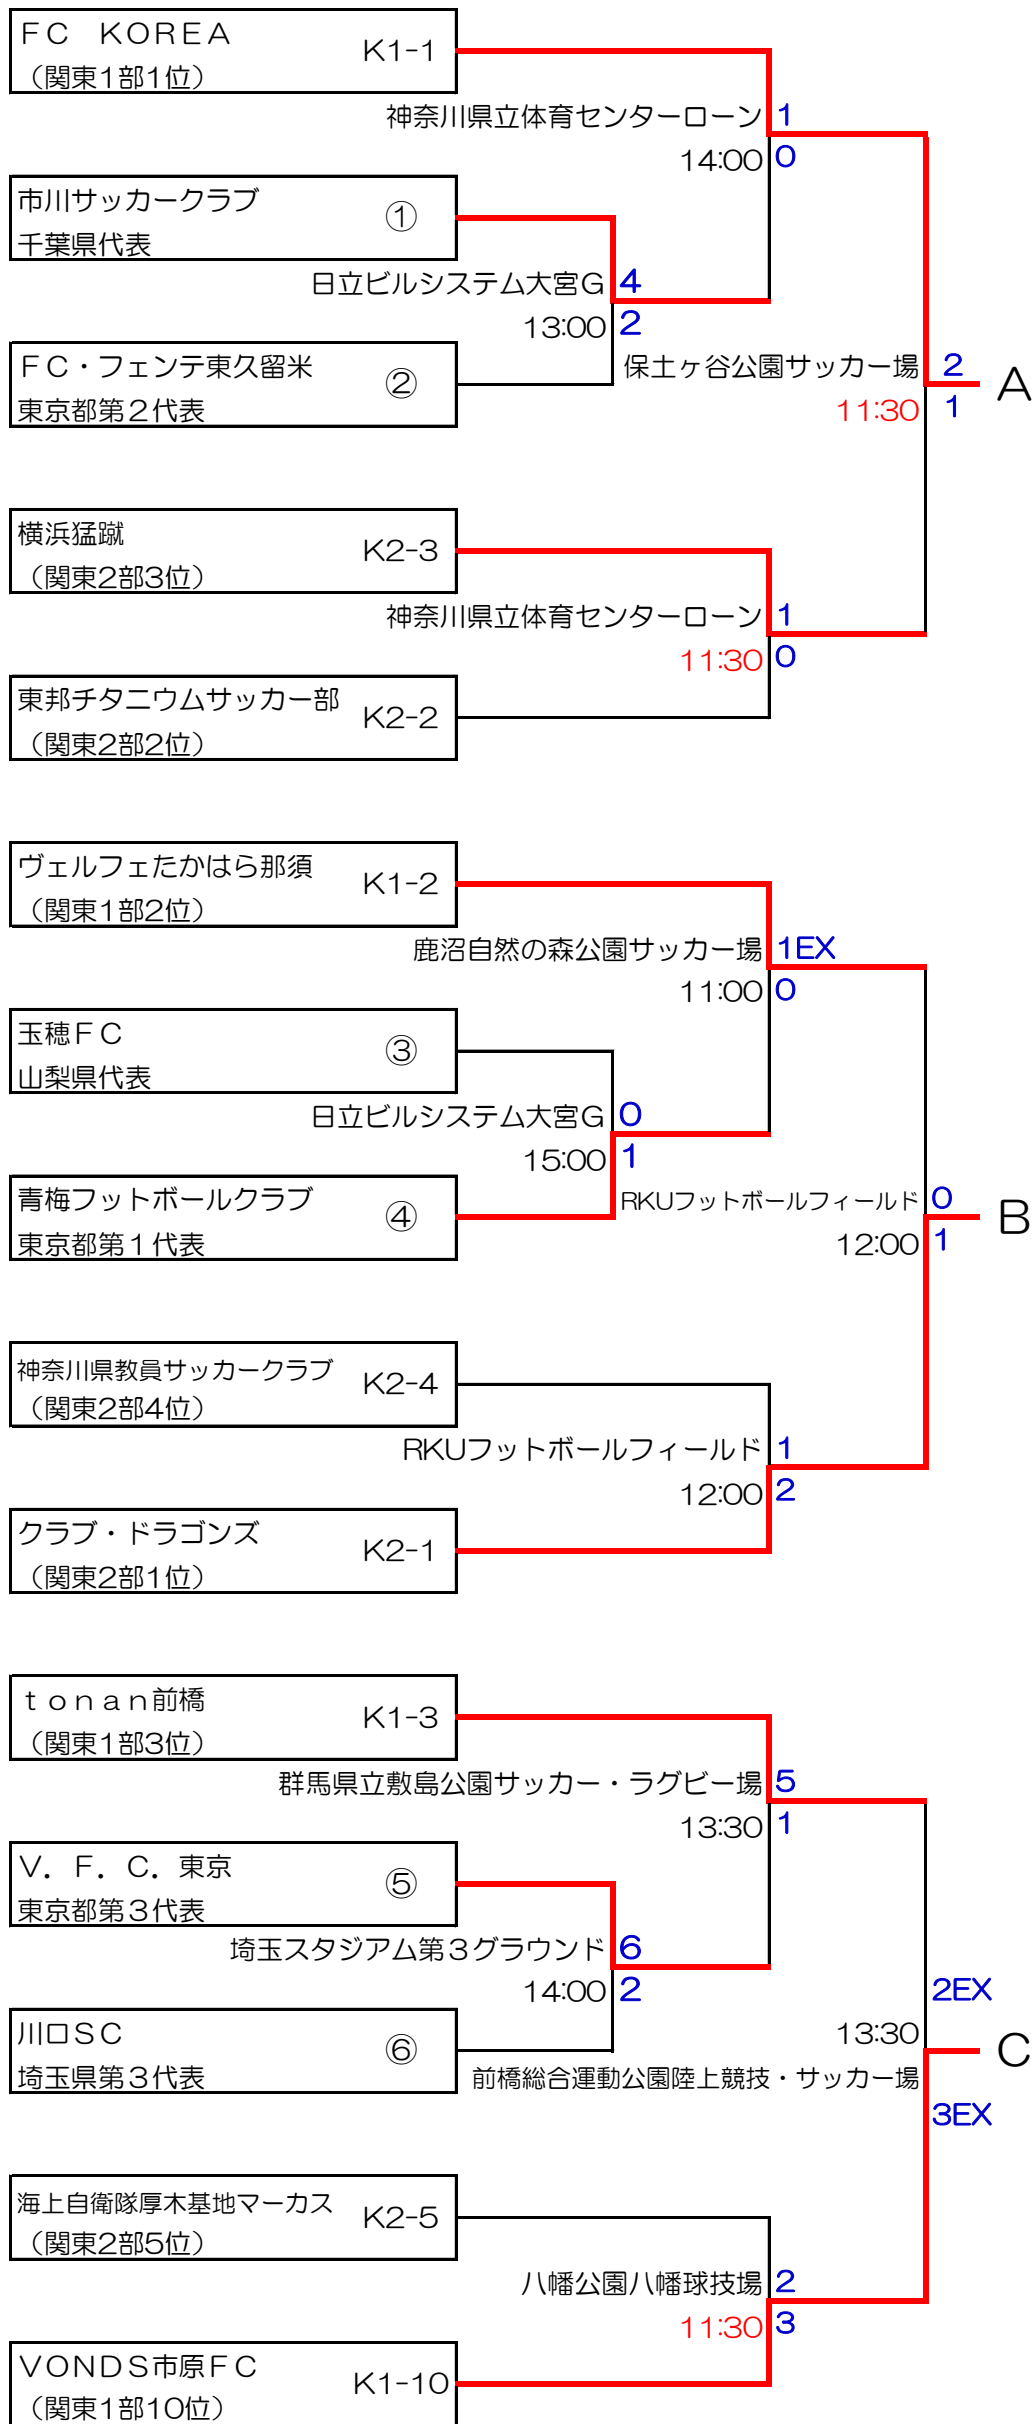 ＦＣ　ＫＯＲＥＡ
K1-1
（関東1部1位）
神奈川県立体育センターローン
1
14:00
0
市川サッカークラブ
①
千葉県代表
日立ビルシステム大宮Ｇ
4
13:00
2
ＦＣ・フェンテ東久留米
②
東京都第２代表
保土ヶ谷公園サッカー場
2
A
11:30
1
横浜猛蹴
K2-3
（関東2部3位）
神奈川県立体育センターローン
1
11:30
0
東邦チタニウムサッカー部
K2-2
（関東2部2位）
ヴェルフェたかはら那須
K1-2
（関東1部2位）
鹿沼自然の森公園サッカー場
1EX
11:00
0
玉穂ＦＣ
③
山梨県代表
日立ビルシステム大宮Ｇ
0
15:00
1
青梅フットボールクラブ
④
東京都第１代表
RKUフットボールフィールド
0
B
12:00
1
神奈川県教員サッカークラブ
K2-4
（関東2部4位）
RKUフットボールフィールド
1
12:00
2
クラブ・ドラゴンズ
K2-1
（関東2部1位）
ｔｏｎａｎ前橋
K1-3
（関東1部3位）
群馬県立敷島公園サッカー・ラグビー場
5
13:30
1
Ｖ．Ｆ．Ｃ．東京
⑤
東京都第３代表
埼玉スタジアム第３グラウンド
6
14:00
2
2EX
川口ＳＣ
⑥
埼玉県第３代表
13:30
C
前橋総合運動公園陸上競技・サッカー場
3EX
海上自衛隊厚木基地マーカス
K2-5
（関東2部5位）
八幡公園八幡球技場
2
11:30
3
ＶＯＮＤＳ市原ＦＣ
K1-10
（関東1部10位）